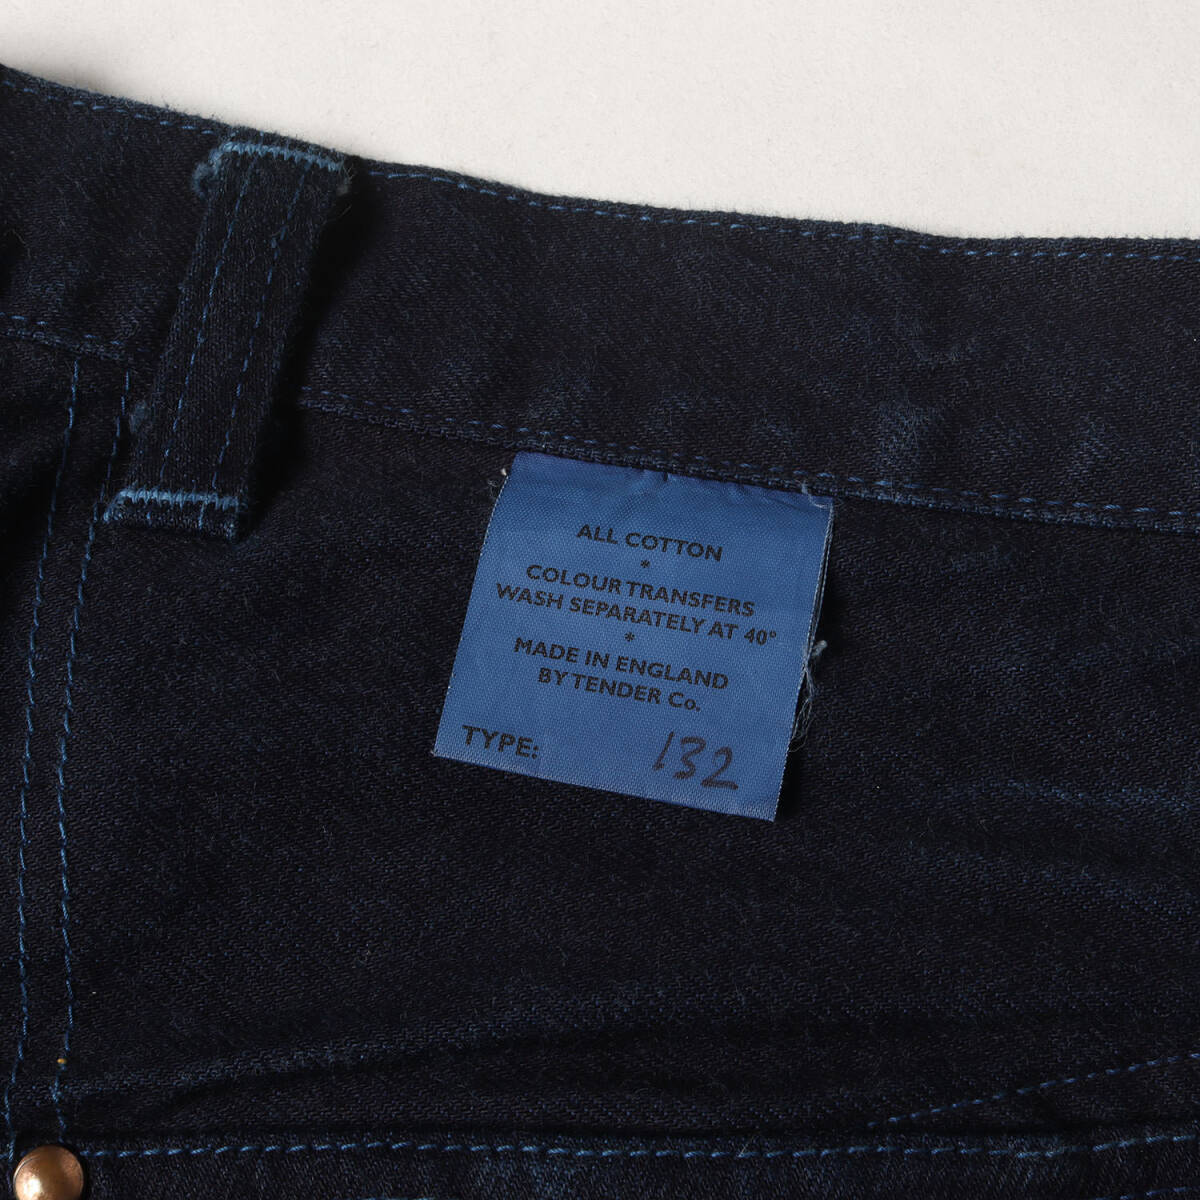 ALL COTTON
*
COLOUR TRANSFERS
WASH SEPARATELY AT 40°
*
MADE IN ENGLAND
BY TENDER Co.
TYPE: 132